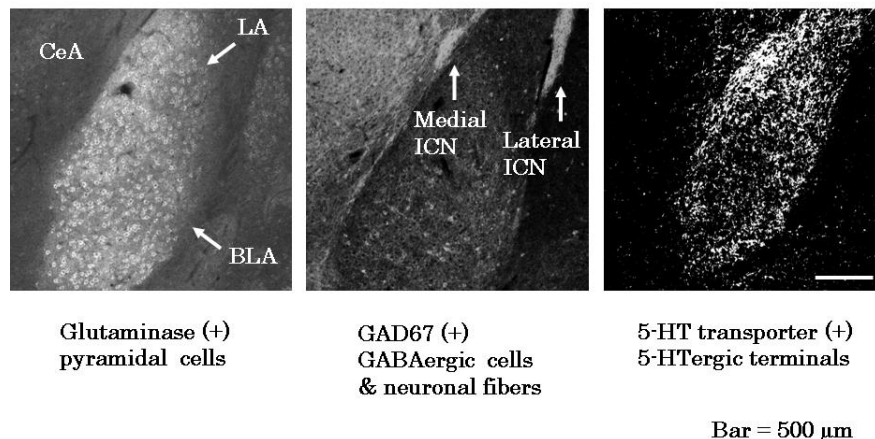 CeA
LA
BLA
Medial
ICN
Lateral
ICN
Glutaminase (+)
pyramidal cells
GAD67 (+)
GABAergic cells
& neuronal fibers
5-HT transporter (+)
5-HTergic terminals
Bar = 500 μm